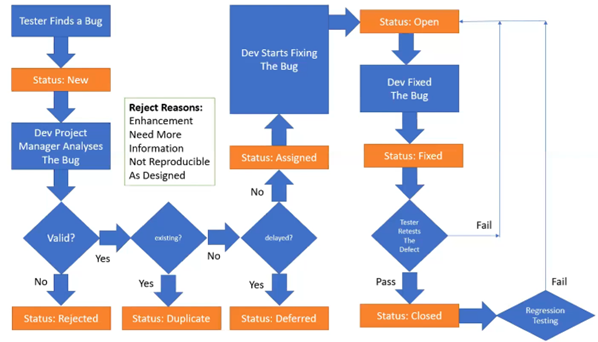 Tester Finds a Bug
Status: New
Dev Project
Manager Analyses
The Bug
Valid?
No
Yes
Status: Rejected
Reject Reasons:
Enhancement
Need More
Information
Not Reproducible
As Designed
existing?
Yes
No
Status: Duplicate
delayed?
Yes
No
Status: Deferred
Status: Assigned
Dev Starts Fixing
The Bug
Status: Open
Dev Fixed
The Bug
Status: Fixed
Tester
Retests
The
Defect
Fail
Pass
Status: Closed
Regression
Testing
Fail